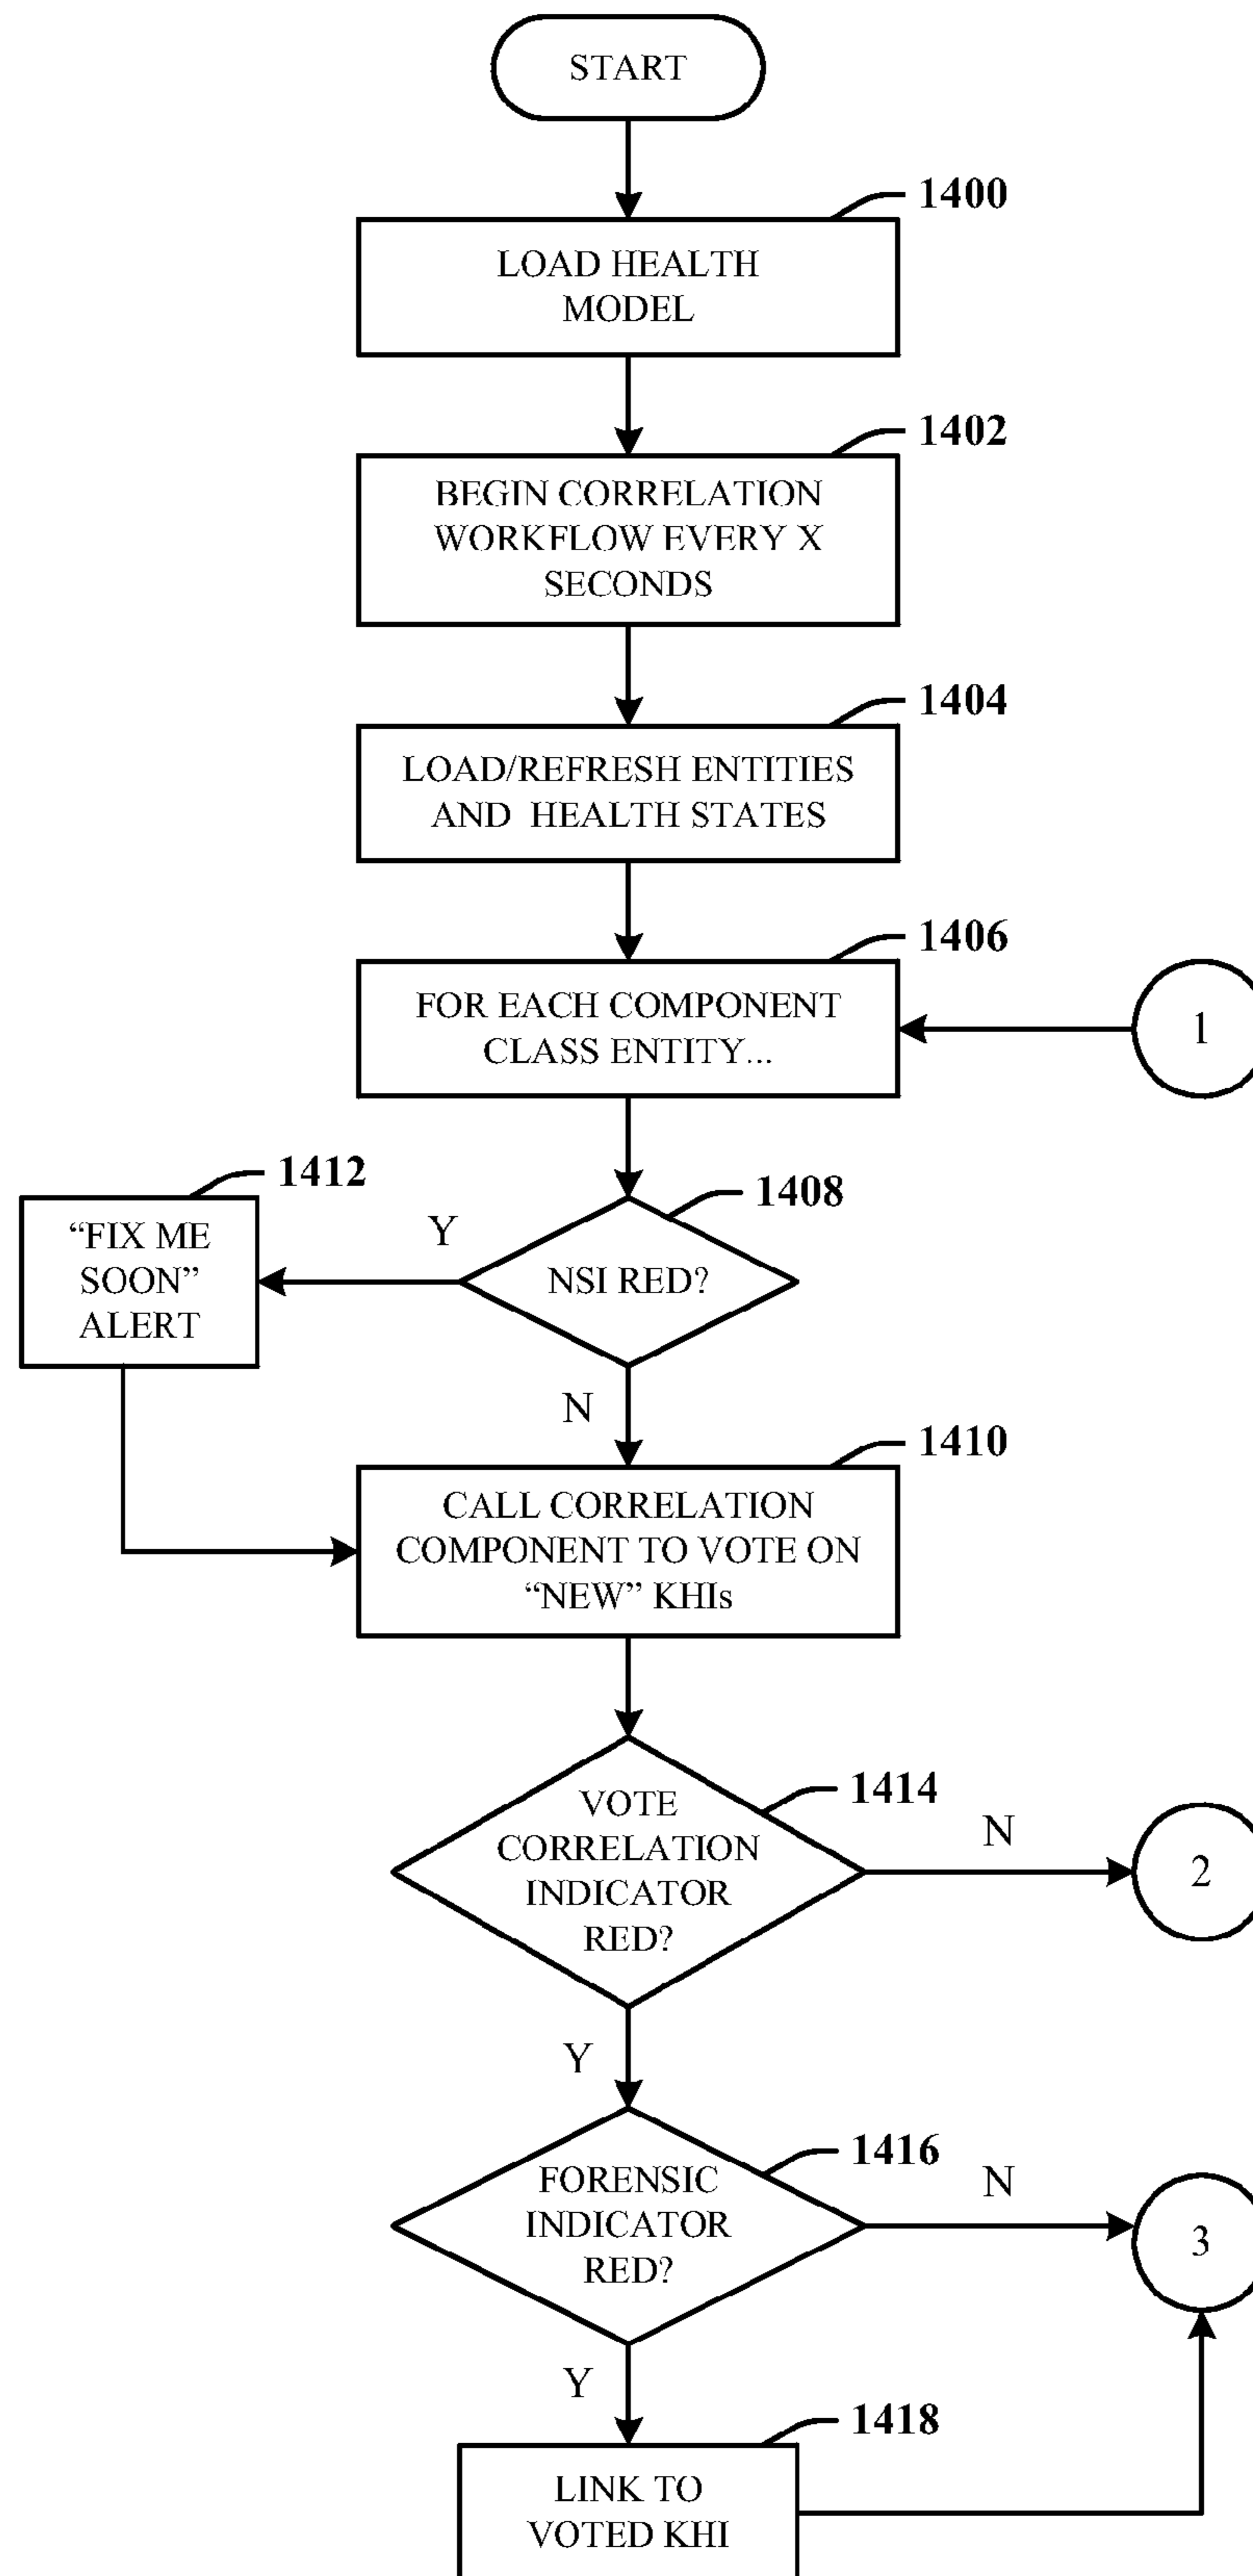 START
1400
LOAD HEALTH
MODEL
1402
BEGIN CORRELATION
WORKFLOW EVERY X
SECONDS
1404
LOAD/REFRESH ENTITIES
AND HEALTH STATES
1406
FOR EACH COMPONENT
CLASS ENTITY...
1
1412
“FIX ME
SOON”
ALERT
Y
1408
NSI RED?
N
1410
CALL CORRELATION
COMPONENT TO VOTE ON
“NEW” KHIs
1414
VOTE
CORRELATION
INDICATOR
RED?
N
2
Y
1416
FORENSIC
INDICATOR
RED?
N
3
Y
1418
LINK TO
VOTED KHI